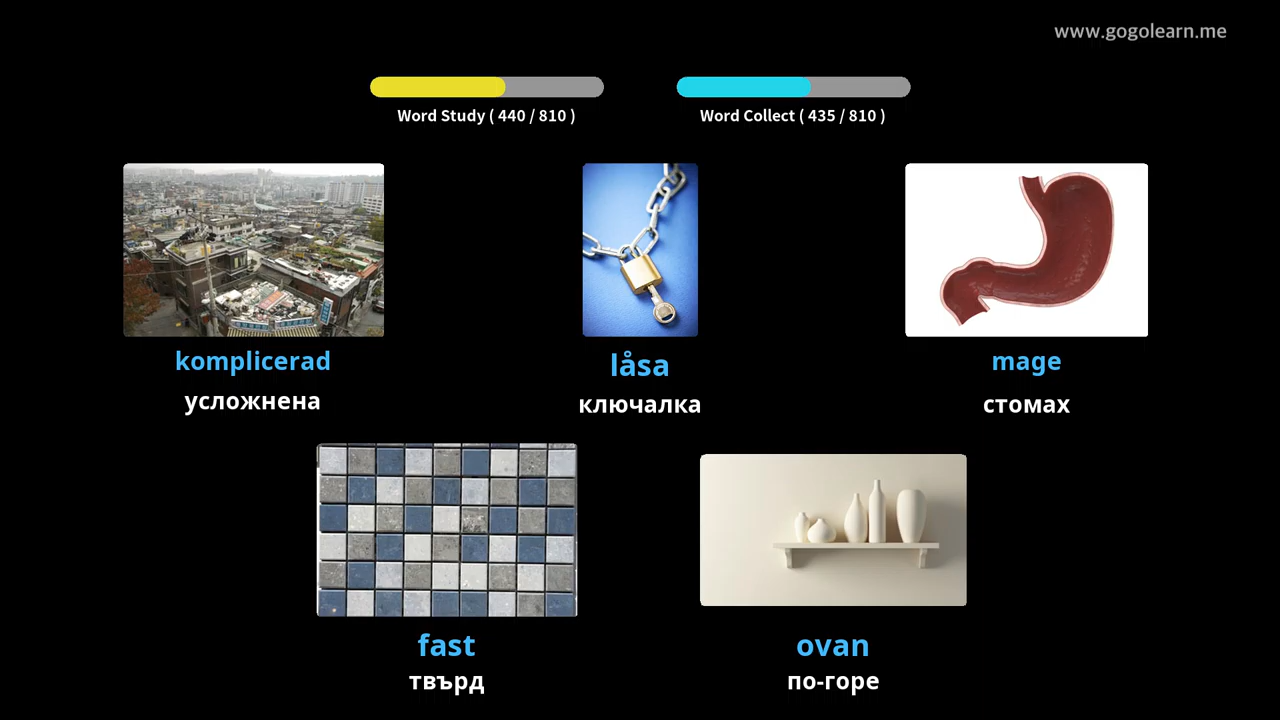 www.gogolearn.me
Word Study ( 440 / 810 )
Word Collect ( 435 / 810 )
komplicerad
усложнена
låsa
ключалка
mage
стомах
fast
твърд
ovan
по-горе